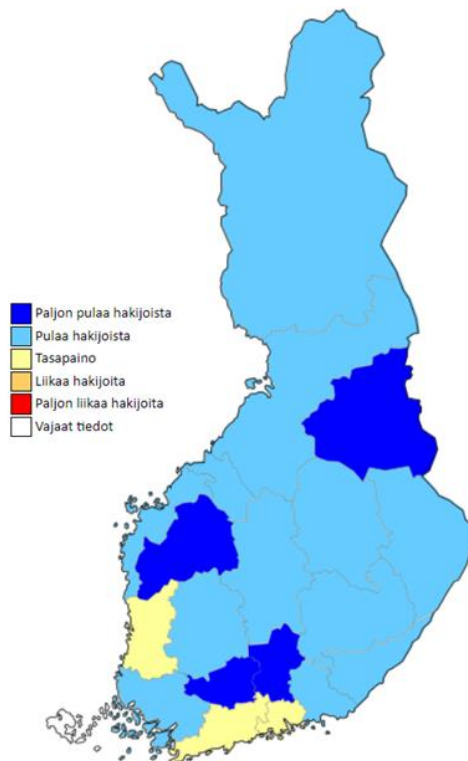 Paljon pulaa hakijoista
Pulaa hakijoista
Tasapaino
Liikaa hakijoita
Paljon liikaa hakijoita
Vajaat tiedot